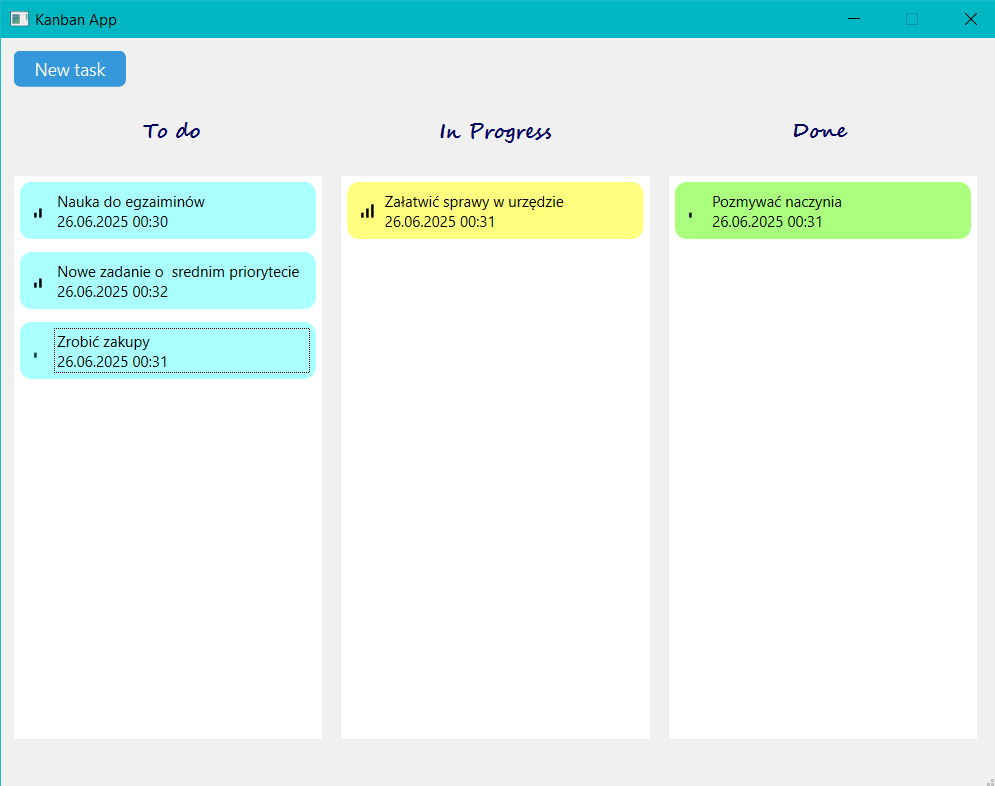 Kanban App
New task
To do
Nauka do egzaiminów
26.06.2025 00:30
Nowe zadanie o  srednim priorytecie
26.06.2025 00:32
Zrobić zakupy
26.06.2025 00:31
In Progress
Załatwić sprawy w urzędzie
26.06.2025 00:31
Done
Pozmywać naczynia
26.06.2025 00:31